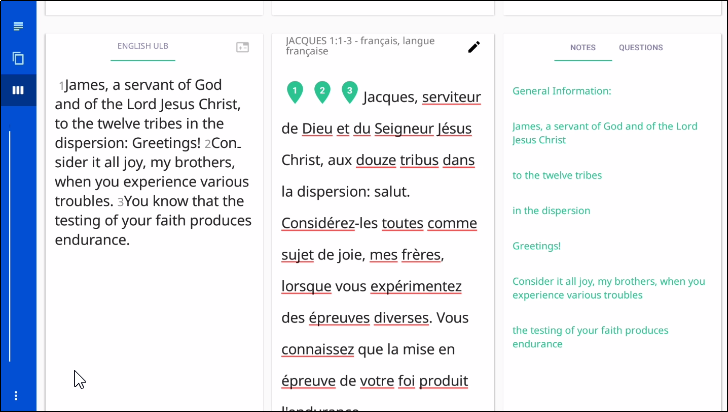 ENGLISH ULB
1James, a servant of God
and of the Lord Jesus Christ,
to the twelve tribes in the
dispersion: Greetings! 2Con-
sider it all joy, my brothers,
when you experience various
troubles. 3You know that the
testing of your faith produces
endurance.
JACQUES 1:1-3 - français, langue
française
1 2 3 Jacques, serviteur
de Dieu et du Seigneur Jésus
Christ, aux douze tribus dans
la dispersion: salut.
Considérez-les toutes comme
sujet de joie, mes frères,
lorsque vous expérimentez
des épreuves diverses. Vous
connaissez que la mise en
épreuve de votre foi produit
l'endurance.
NOTES QUESTIONS
General Information:
James, a servant of God and of the Lord
Jesus Christ
to the twelve tribes
in the dispersion
Greetings!
Consider it all joy, my brothers, when you
experience various troubles
the testing of your faith produces
endurance